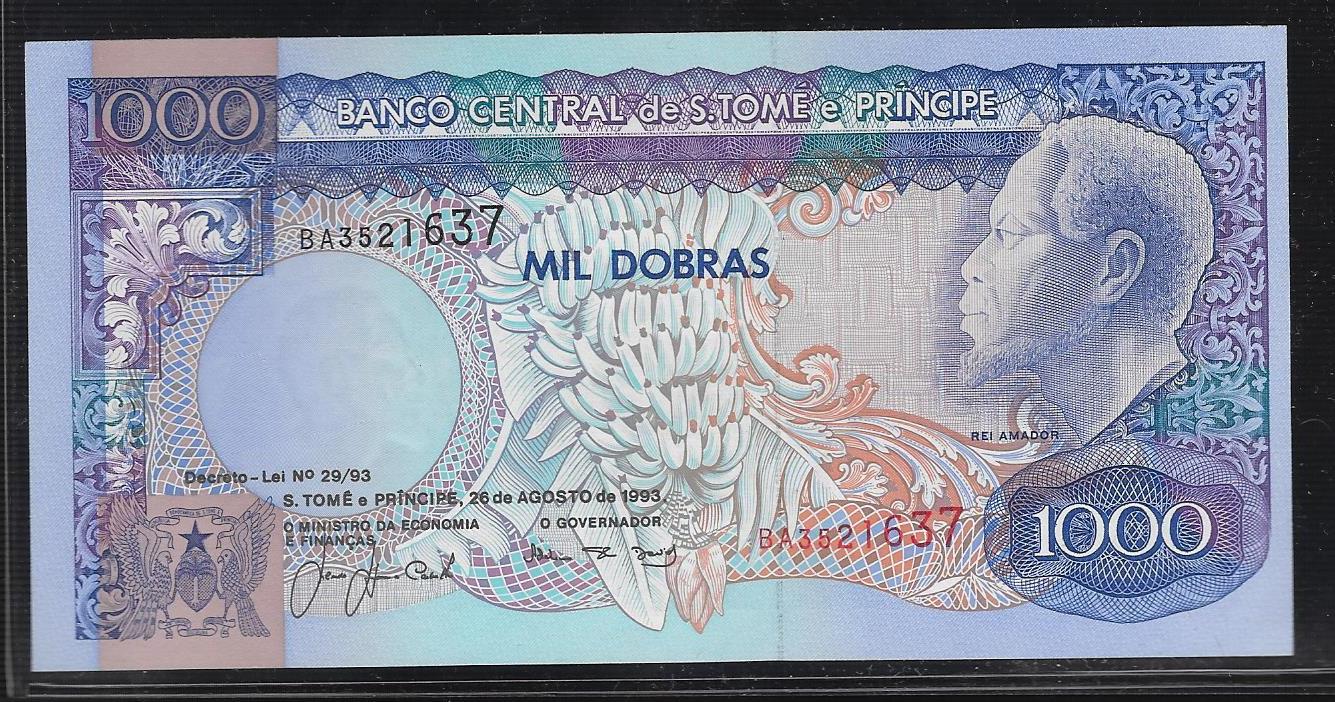 1000
BANCO CENTRAL de S.TOMÉ e PRÍNCIPE
BA3521637
MIL DOBRAS
REI AMADOR
Decreto-Lei Nº 29/93
S. TOMÉ e PRÍNCIPE, 26 de AGOSTO de 1993.
O MINISTRO DA ECONOMIA
E FINANÇAS
O GOVERNADOR
BA3521637
1000